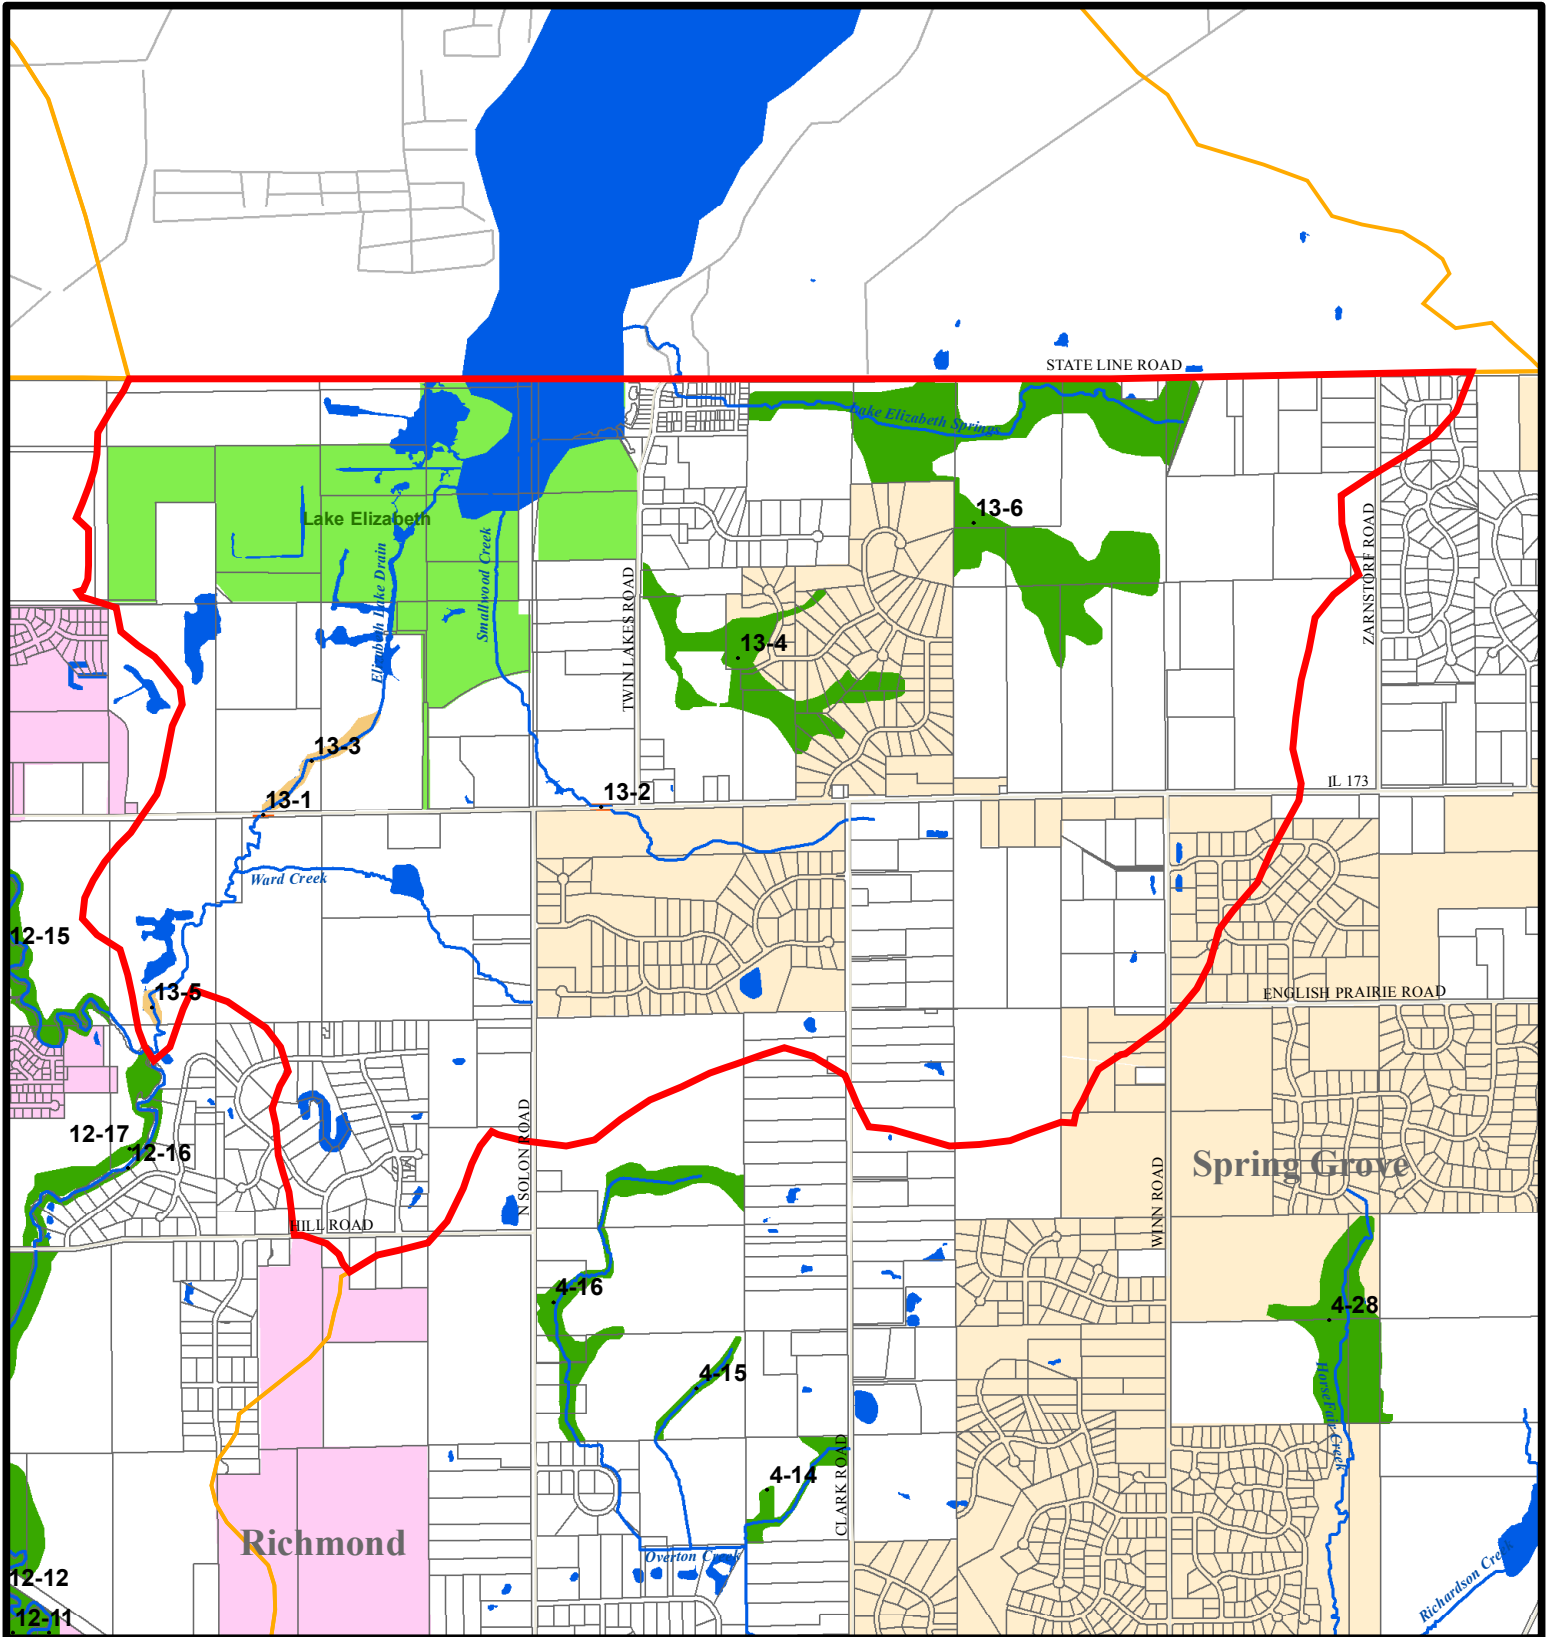 STATE LINE ROAD
Lake Elizabeth Springs
13-6
Lake Elizabeth
Elizabeth Lake Drain
Smallwood Creek
TWIN LAKES ROAD
ZARNSTORF ROAD
13-4
13-3
13-1
13-2
IL 173
Ward Creek
12-15
13-5
ENGLISH PRAIRIE ROAD
12-17
12-16
N SOLON ROAD
Spring Grove
WINN ROAD
HILL ROAD
4-16
4-28
4-15
HorseFair Creek
4-14
CLARK ROAD
Richmond
Overton Creek
12-12
Richardson Creek
12-11